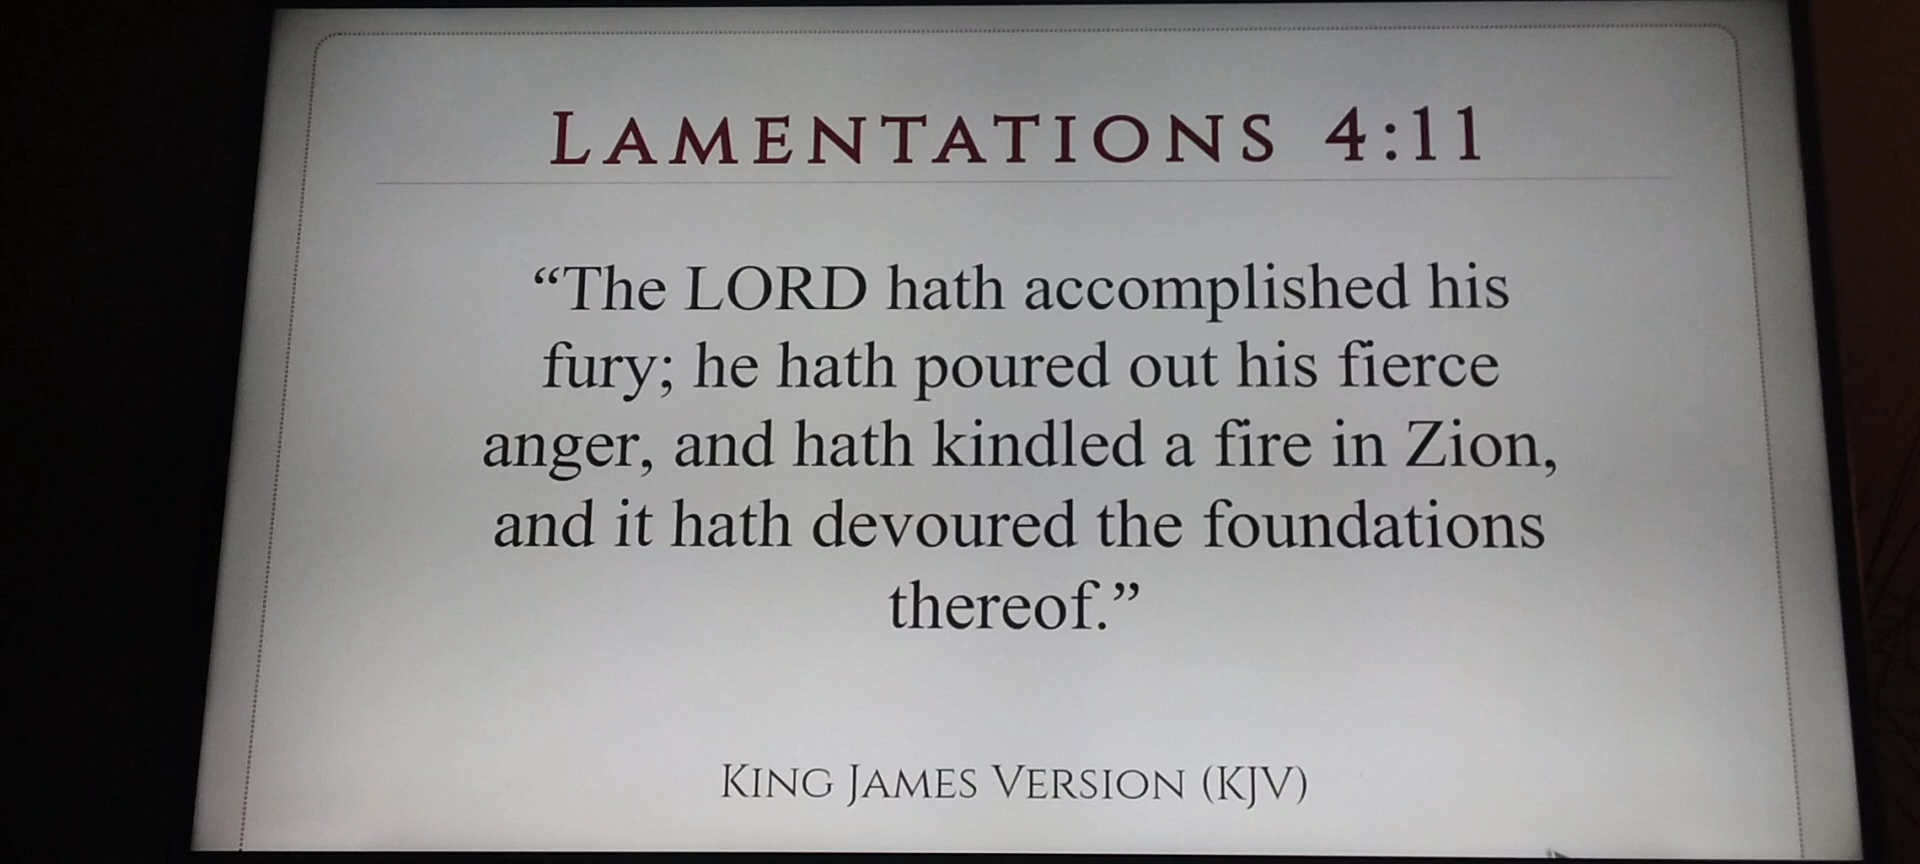 LAMENTATIONS 4:11
“The LORD hath accomplished his
fury; he hath poured out his fierce
anger, and hath kindled a fire in Zion,
and it hath devoured the foundations
thereof.”
KING JAMES VERSION (KJV)